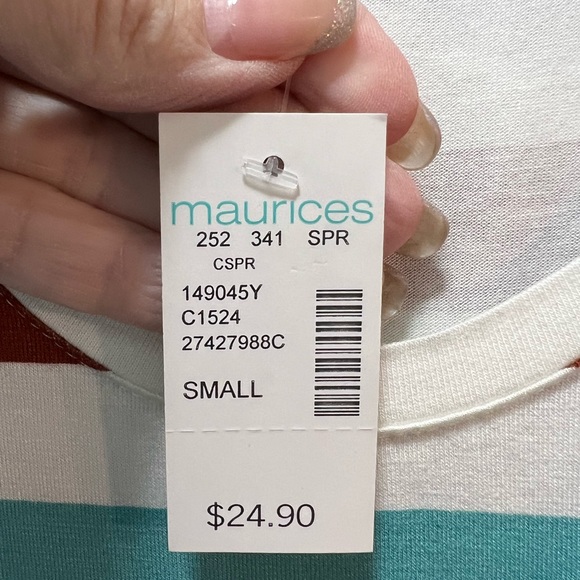 maurices
252 341 SPR
CSPR
149045Y
C1524
27427988C
SMALL
$24.90